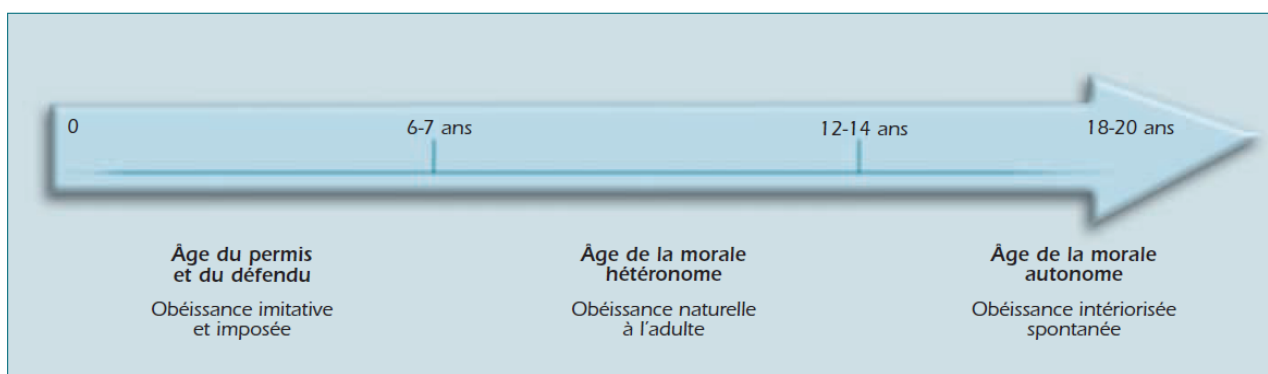 0
6-7 ans
12-14 ans
18-20 ans
Âge du permis
et du défendu
Obéissance imitative
et imposée
Âge de la morale
hétéronome
Obéissance naturelle
à l'adulte
Âge de la morale
autonome
Obéissance intériorisée
spontanée